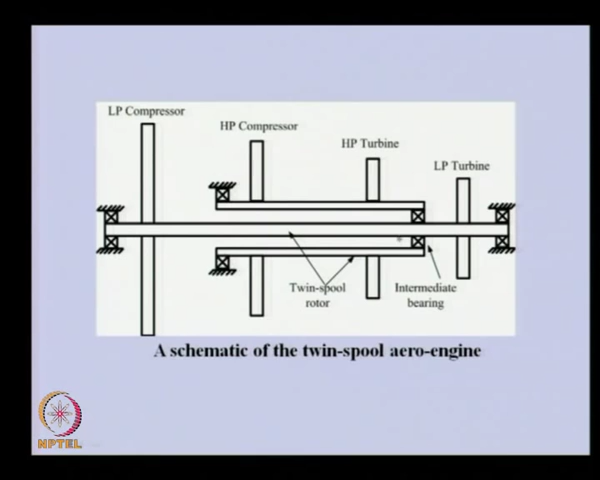 LP Compressor
HP Compressor
HP Turbine
LP Turbine
Twin-spool
rotor
Intermediate
bearing
A schematic of the twin-spool aero-engine
NPTEL